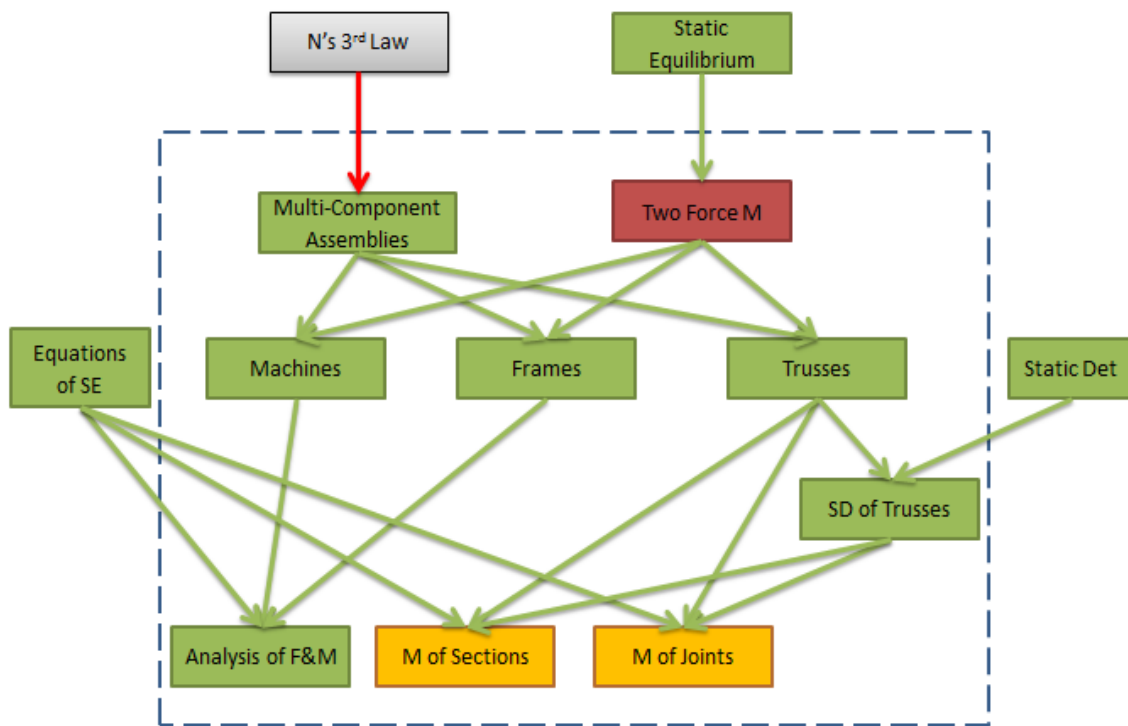 N's 3rd Law
Static
Equilibrium
Multi-Component
Assemblies
Two Force M
Equations
of SE
Machines
Frames
Trusses
Static Det
SD of Trusses
Analysis of F&M
M of Sections
M of Joints